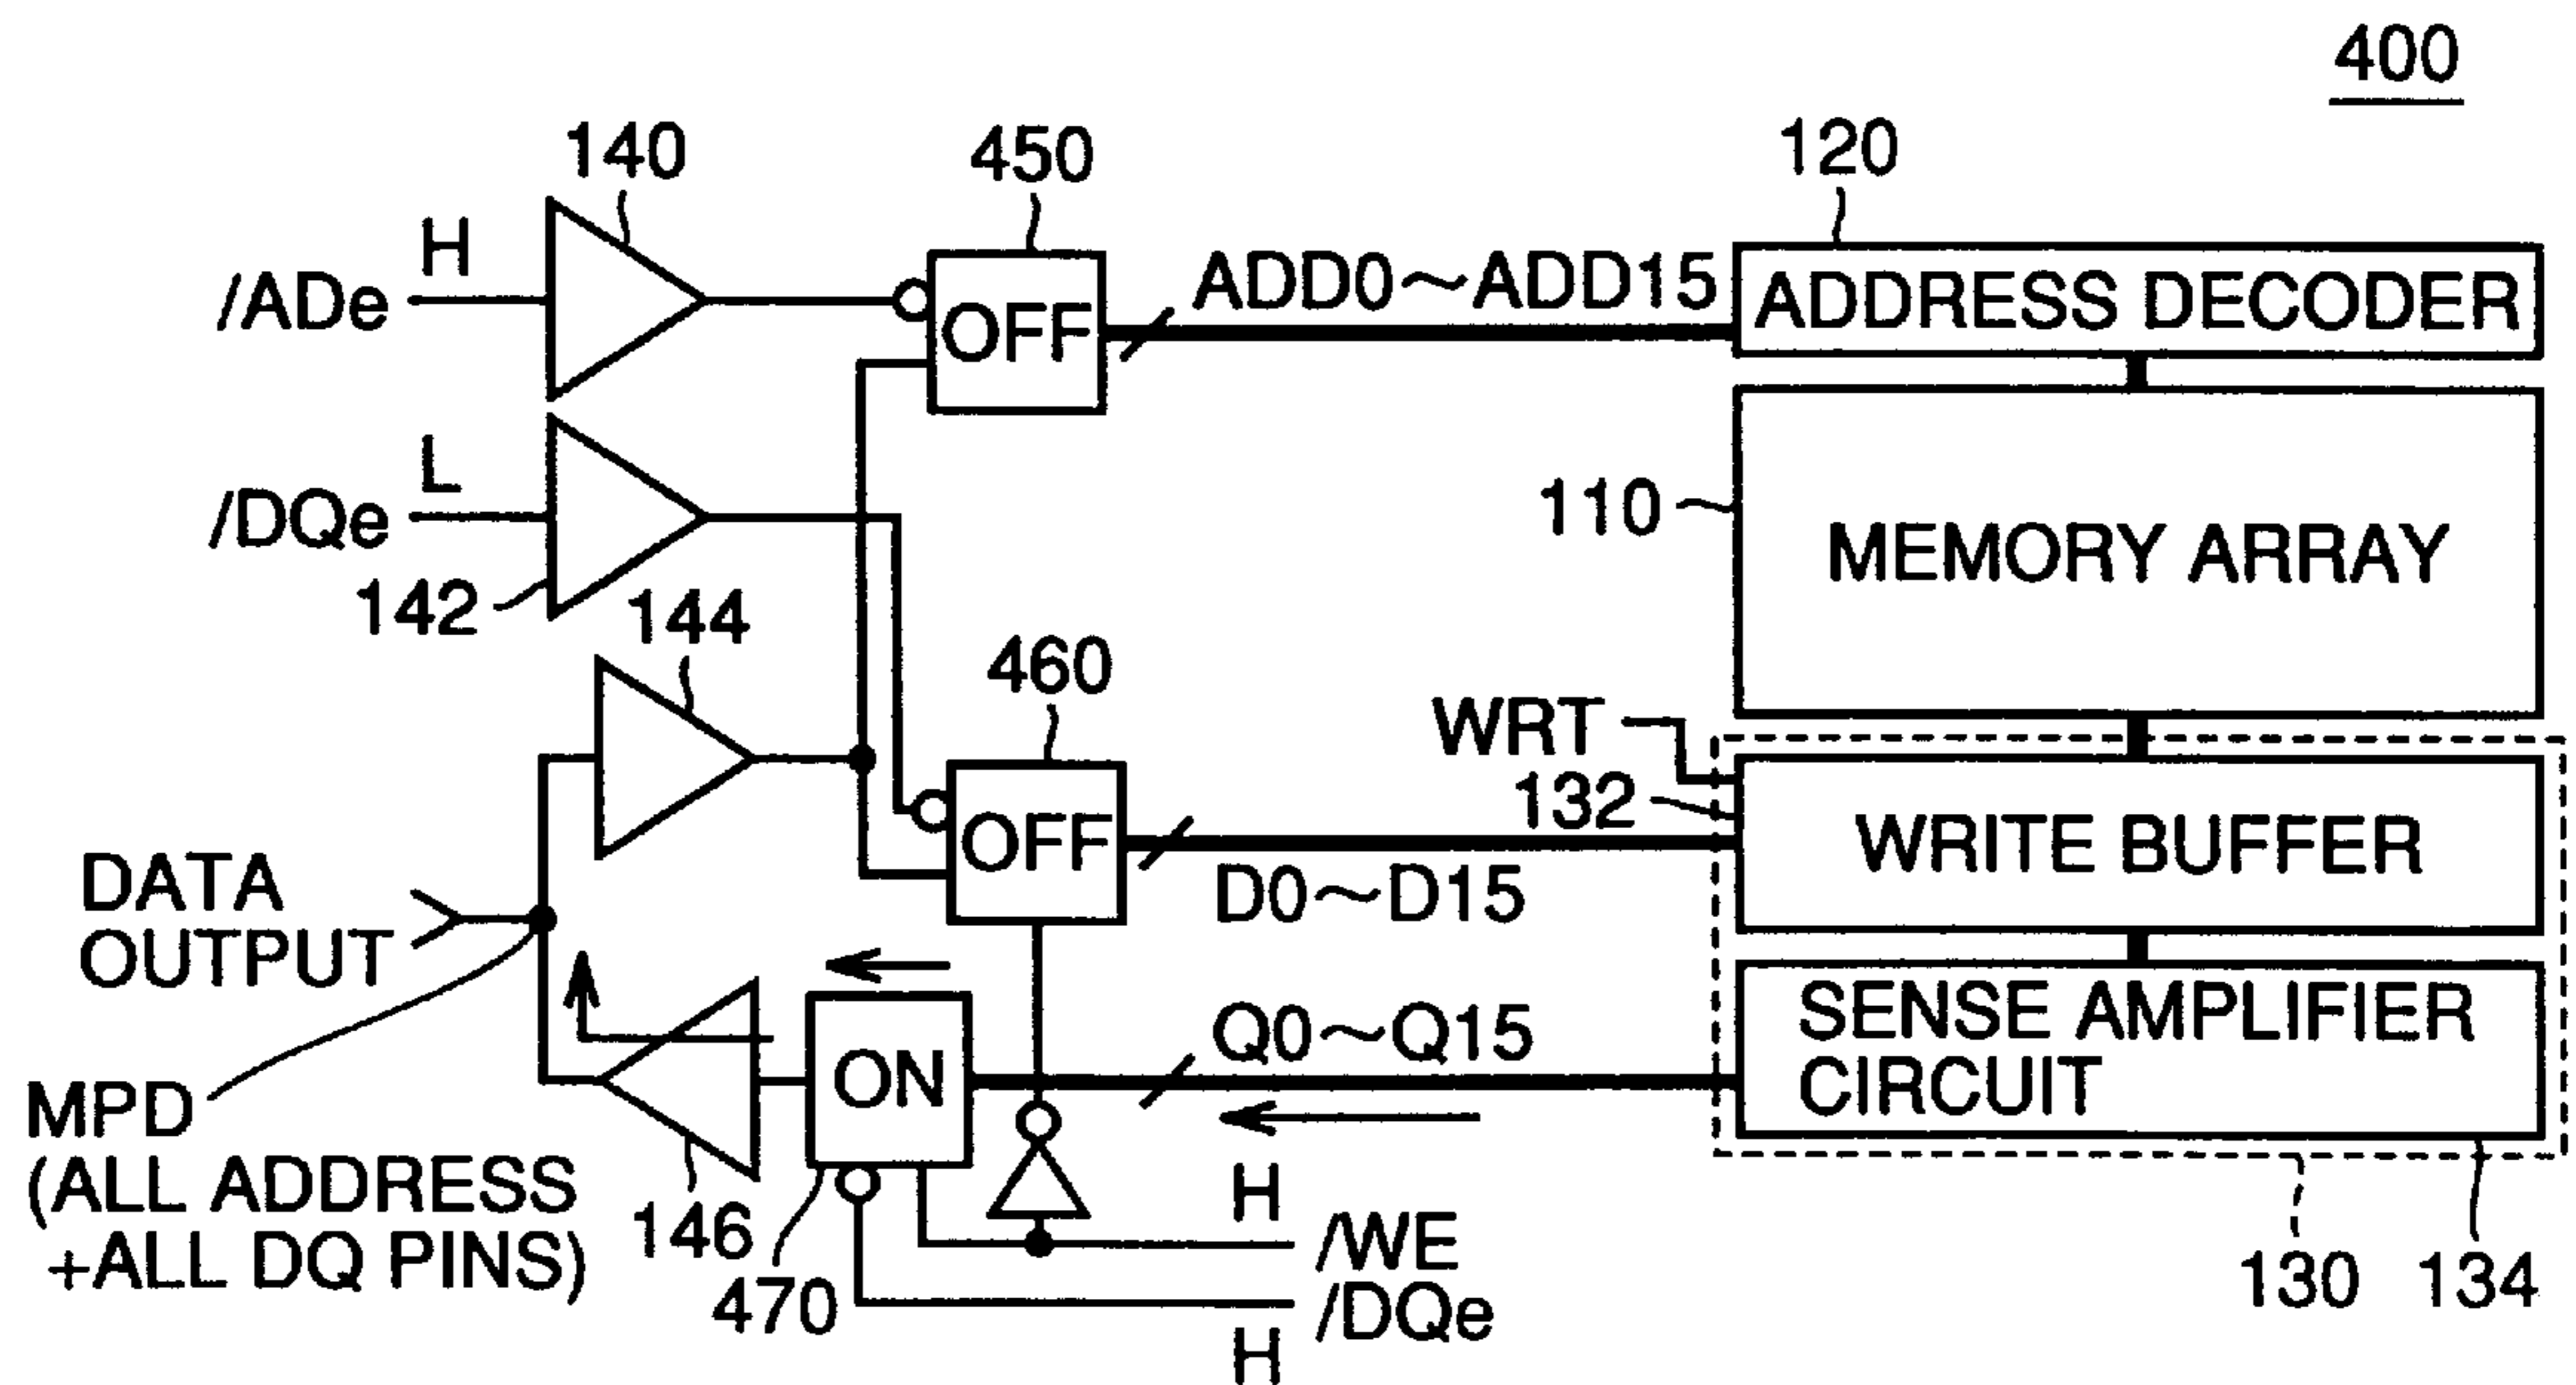 400
140
450
120
H
/ADe
OFF
ADD0~ADD15
ADDRESS DECODER
L
/DQe
142
144
110
MEMORY ARRAY
460
WRT
132
OFF
D0~D15
WRITE BUFFER
DATA
OUTPUT
ON
Q0~Q15
SENSE AMPLIFIER
CIRCUIT
MPD
(ALL ADDRESS
+ALL DQ PINS)
146
470
H
/WE
/DQe
H
130
134